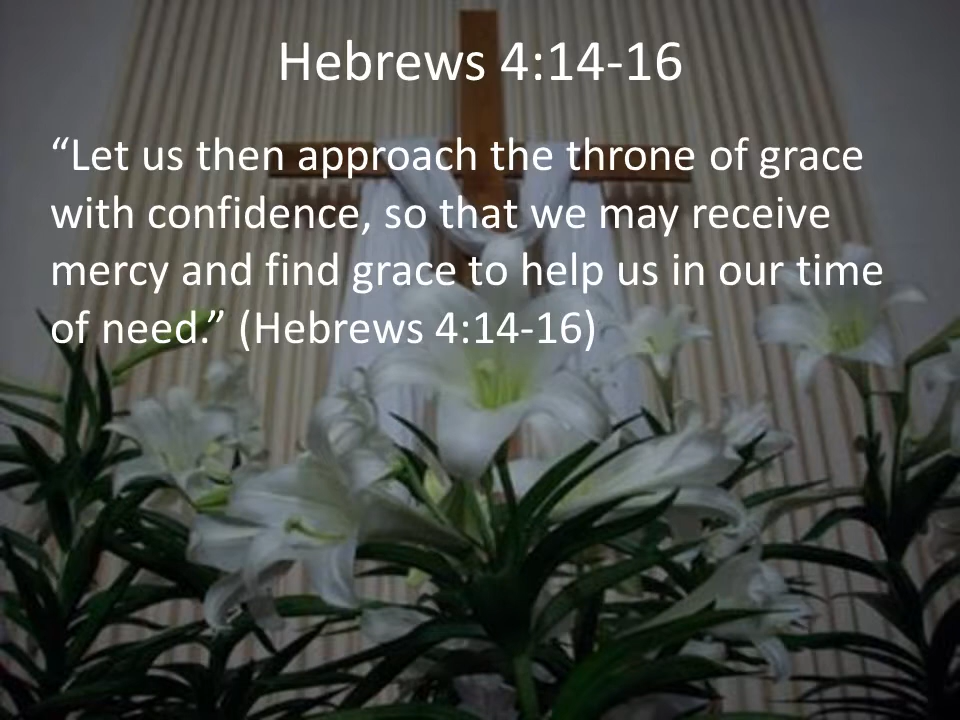 Hebrews 4:14-16
“Let us then approach the throne of grace
with confidence, so that we may receive
mercy and find grace to help us in our time
of need.” (Hebrews 4:14-16)